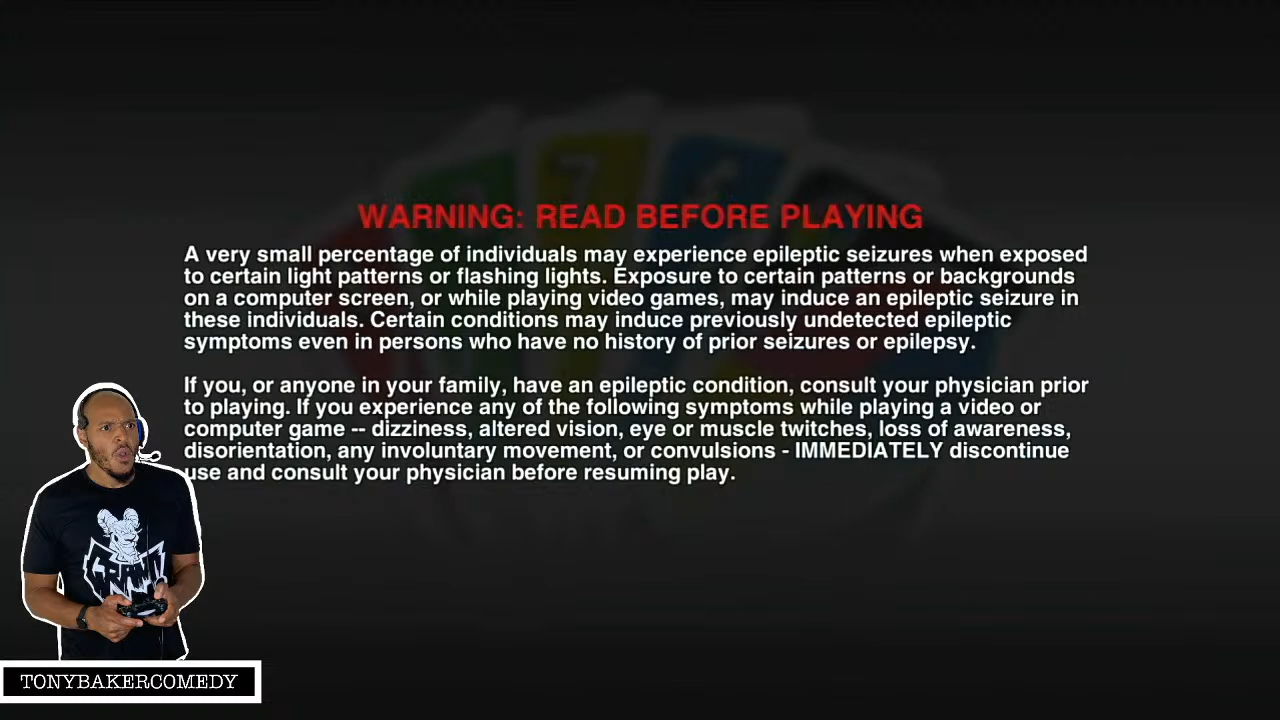 WARNING: READ BEFORE PLAYING
A very small percentage of individuals may experience epileptic seizures when exposed
to certain light patterns or flashing lights. Exposure to certain patterns or backgrounds
on a computer screen, or while playing video games, may induce an epileptic seizure in
these individuals. Certain conditions may induce previously undetected epileptic
symptoms even in persons who have no history of prior seizures or epilepsy.
If you, or anyone in your family, have an epileptic condition, consult your physician prior
to playing. If you experience any of the following symptoms while playing a video or
computer game -- dizziness, altered vision, eye or muscle twitches, loss of awareness,
disorientation, any involuntary movement, or convulsions - IMMEDIATELY discontinue
use and consult your physician before resuming play.
TONYBAKERCOMEDY